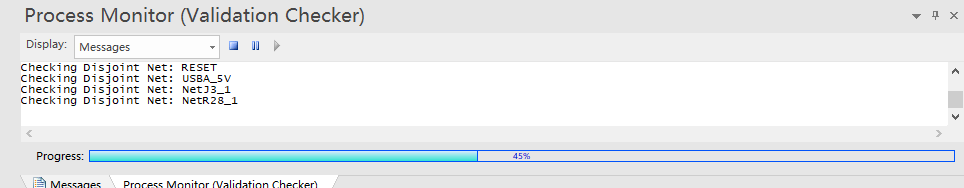 Process Monitor (Validation Checker)
Display: Messages
Checking Disjoint Net: RESET
Checking Disjoint Net: USBA_5V
Checking Disjoint Net: NetJ3_1
Checking Disjoint Net: NetR28_1
Progress: 45%
Messages Process Monitor (Validation Checker)